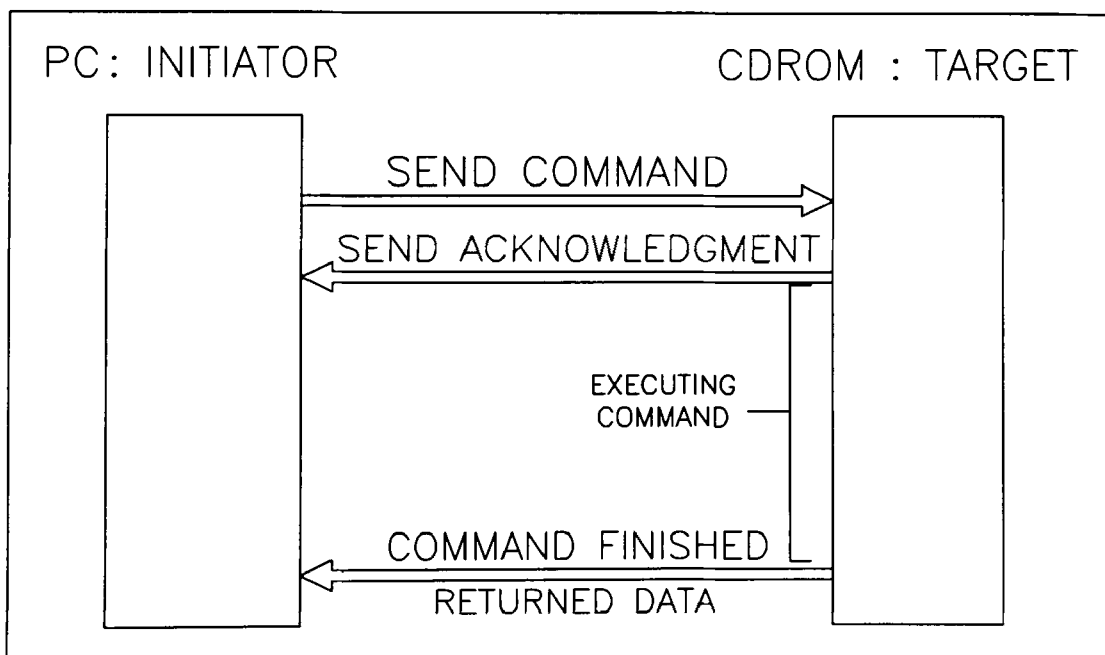 PC: INITIATOR
CDROM : TARGET
SEND COMMAND
SEND ACKNOWLEDGMENT
EXECUTING
COMMAND
COMMAND FINISHED
RETURNED DATA